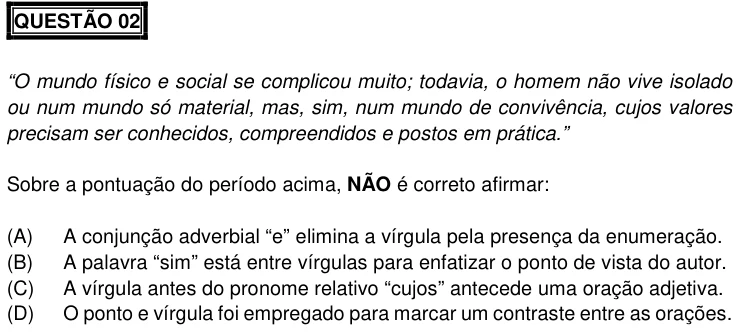 QUESTÃO 02
“O mundo físico e social se complicou muito; todavia, o homem não vive isolado
ou num mundo só material, mas, sim, num mundo de convivência, cujos valores
precisam ser conhecidos, compreendidos e postos em prática.”
Sobre a pontuação do período acima, NÃO é correto afirmar:
(A) A conjunção adverbial “e” elimina a vírgula pela presença da enumeração.
(B) A palavra “sim” está entre vírgulas para enfatizar o ponto de vista do autor.
(C) A vírgula antes do pronome relativo “cujos” antecede uma oração adjetiva.
(D) O ponto e vírgula foi empregado para marcar um contraste entre as orações.